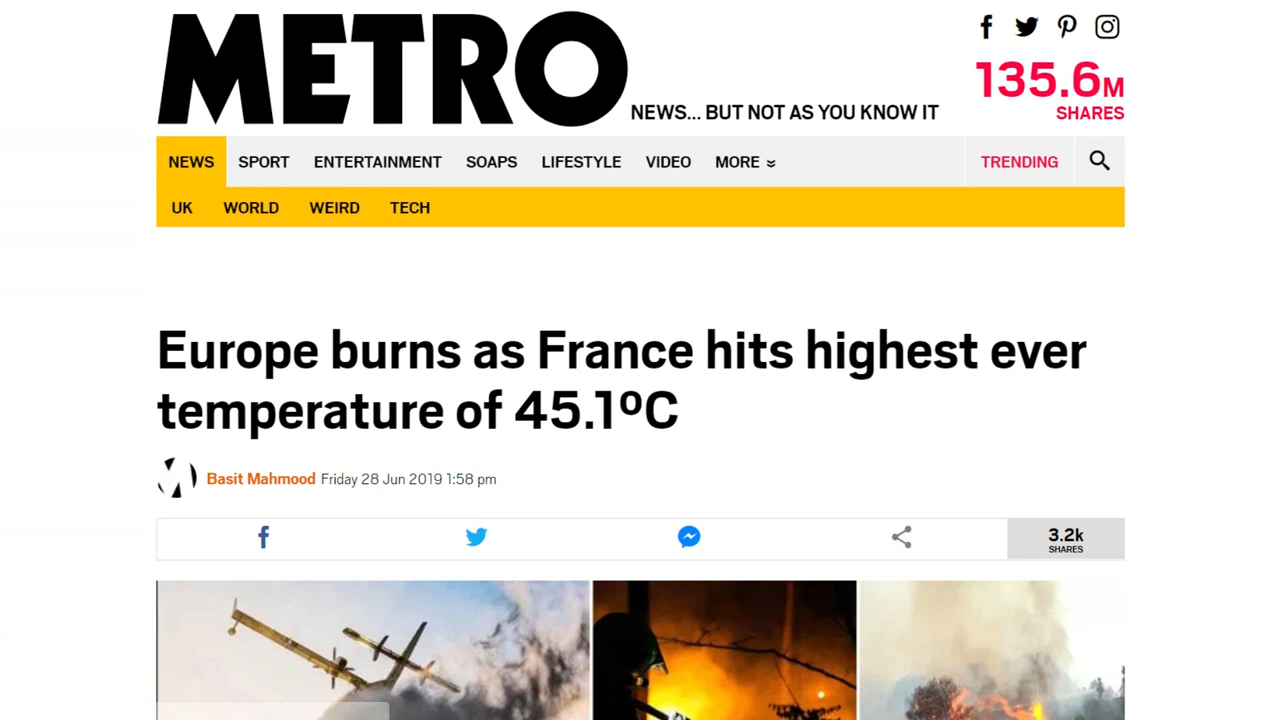 METRO
NEWS... BUT NOT AS YOU KNOW IT
135.6M
SHARES
NEWS SPORT ENTERTAINMENT SOAPS LIFESTYLE VIDEO MORE TRENDING
UK WORLD WEIRD TECH
Europe burns as France hits highest ever
temperature of 45.1ºC
Basit Mahmood Friday 28 Jun 2019 1:58 pm
3.2k
SHARES